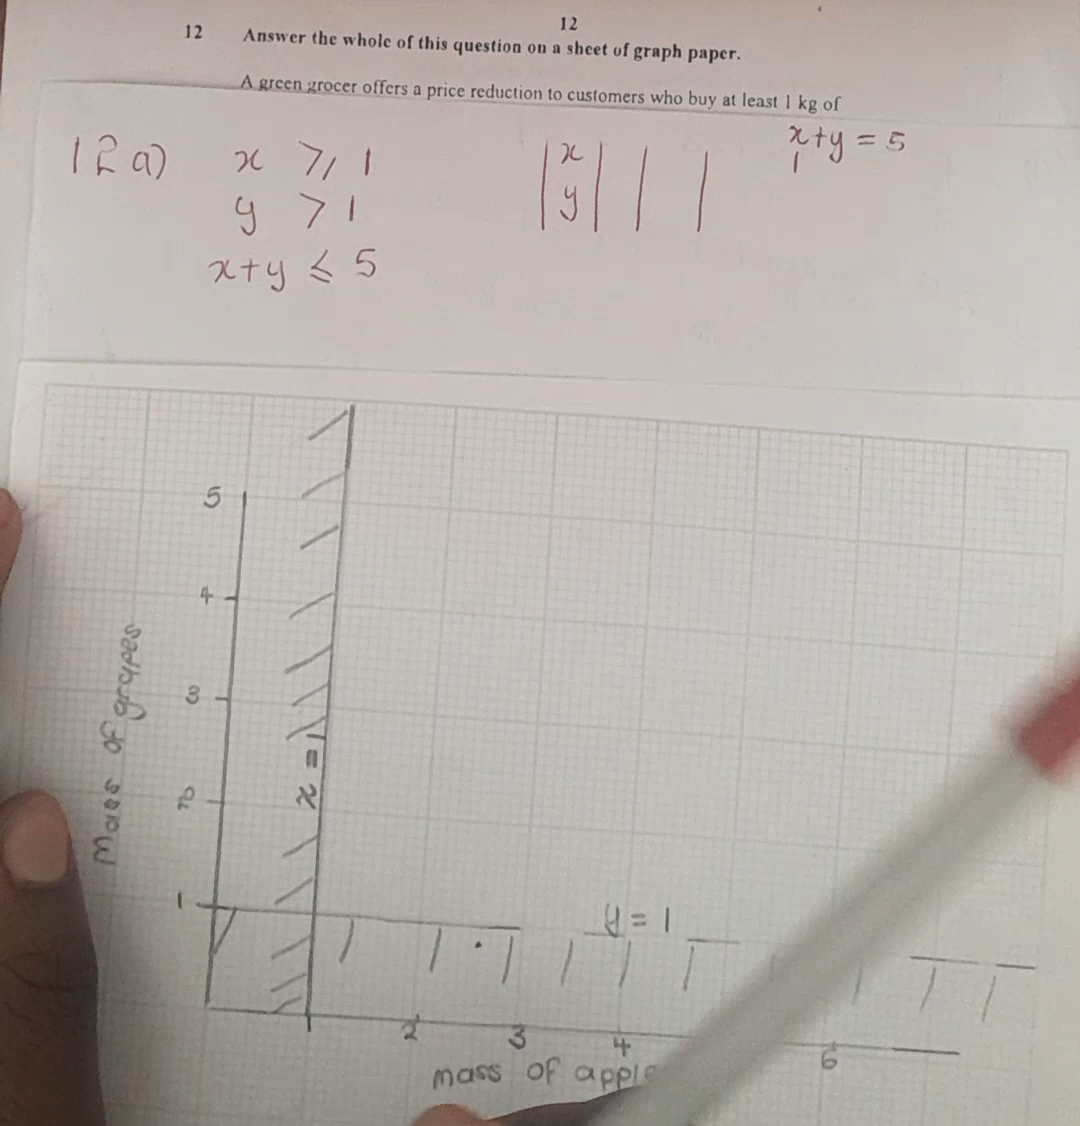 12
12 Answer the whole of this question on a sheet of graph paper.
A green grocer offers a price reduction to customers who buy at least 1 kg of
12 a) x ≥ 1
y > 1
x+y ≤ 5
x
y
x+y = 5
1
5
4
3
2
1
Mass of grapes
x = 1
y = 1
2 3 4 6
mass of apple